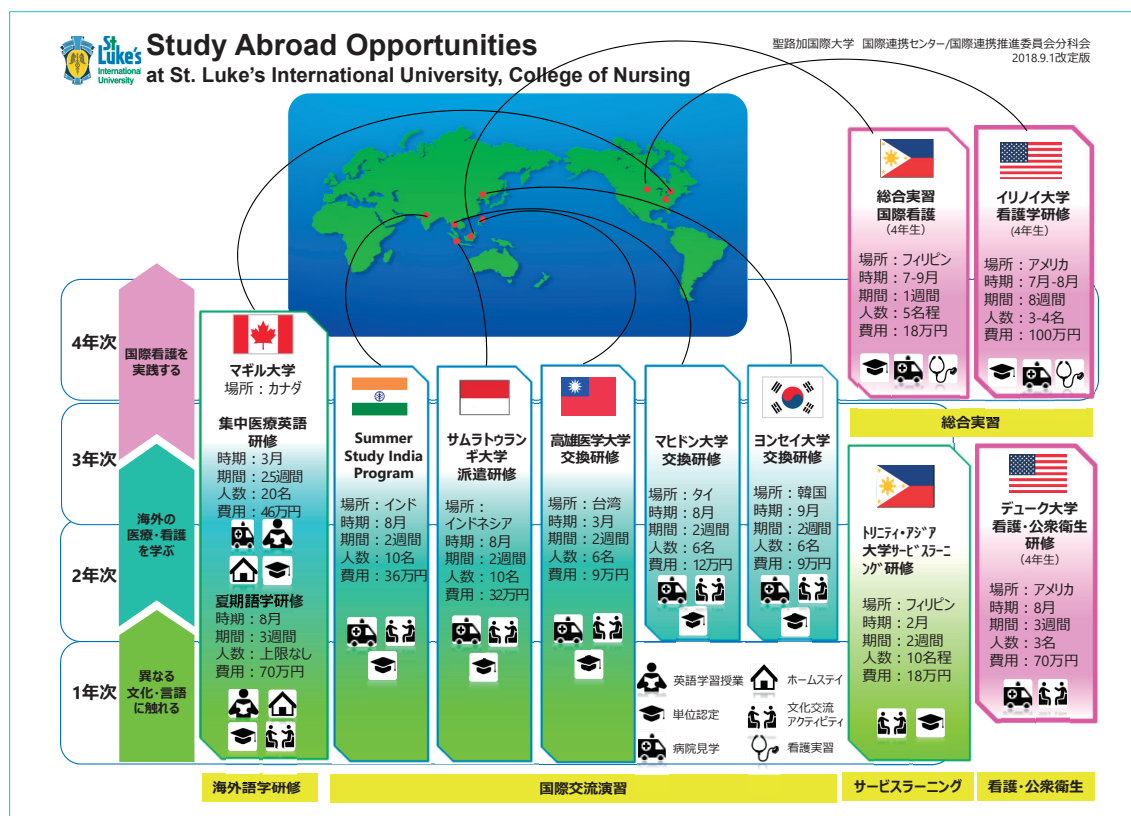 St Luke's
International
University
Study Abroad Opportunities
at St. Luke's International University, College of Nursing
聖路加国際大学 国際連携センター/国際連携推進委員会分科会
2018.9.1改定版
4年次
3年次
2年次
1年次
国際看護を
実践する
海外の
医療・看護
を学ぶ
異なる
文化・言語
に触れる
マギル大学
場所：カナダ
集中医療英語
研修
時期：3月
期間：25週間
人数：20名
費用：46万円
夏期語学研修
時期：8月
期間：3週間
人数：上限なし
費用：70万円
Summer
Study India
Program
場所：インド
時期：8月
期間：2週間
人数：10名
費用：36万円
サムラトゥラン
ギ大学
派遣研修
場所：
インドネシア
時期：8月
期間：2週間
人数：10名
費用：32万円
高雄医学大学
交換研修
場所：台湾
時期：3月
期間：2週間
人数：6名
費用：9万円
マヒドン大学
交換研修
場所：タイ
時期：8月
期間：2週間
人数：6名
費用：12万円
ヨンセイ大学
交換研修
場所：韓国
時期：9月
期間：2週間
人数：6名
費用：9万円
総合実習
国際看護
(4年生)
場所：フィリピン
時期：7-9月
期間：1週間
人数：5名程
費用：18万円
イリノイ大学
看護学研修
(4年生)
場所：アメリカ
時期：7月-8月
期間：8週間
人数：3-4名
費用：100万円
総合実習
トリニティ・アジア
大学サービスラーニ
ング研修
場所：フィリピン
時期：2月
期間：2週間
人数：10名程
費用：18万円
デューク大学
看護・公衆衛生
研修
(4年生)
場所：アメリカ
時期：8月
期間：3週間
人数：3名
費用：70万円
英語学習授業
ホームステイ
単位認定
文化交流
アクティビティ
病院見学
看護実習
海外語学研修
国際交流演習
サービスラーニング
看護・公衆衛生